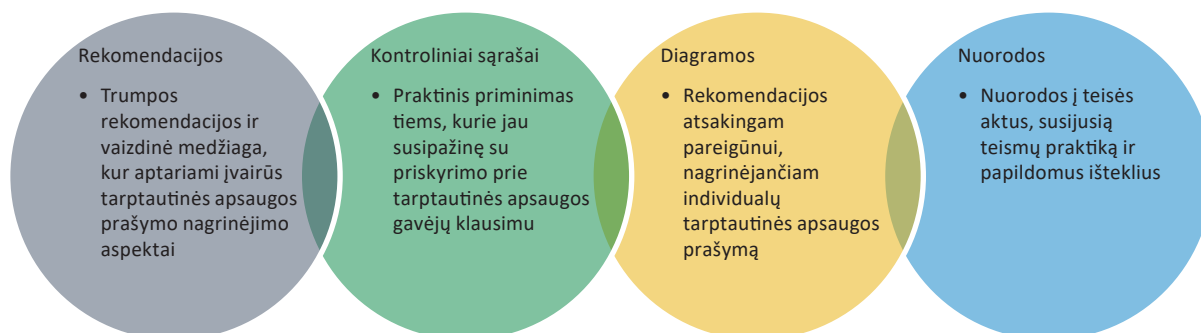 Rekomendacijos
• Trumpos
rekomendacijos ir
vaizdinė medžiaga,
kur aptariami įvairūs
tarptautinės apsaugos
prašymo nagrinėjimo
aspektai
Kontroliniai sąrašai
• Praktinis priminimas
tiems, kurie jau
susipažinę su
priskyrimo prie
tarptautinės apsaugos
gavėjų klausimu
Diagramos
• Rekomendacijos
atsakingam
pareigūnui,
nagrinėjančiam
individualų
tarptautinės apsaugos
prašymą
Nuorodos
• Nuorodos į teisės
aktus, susijusią
teismų praktiką ir
papildomus išteklius